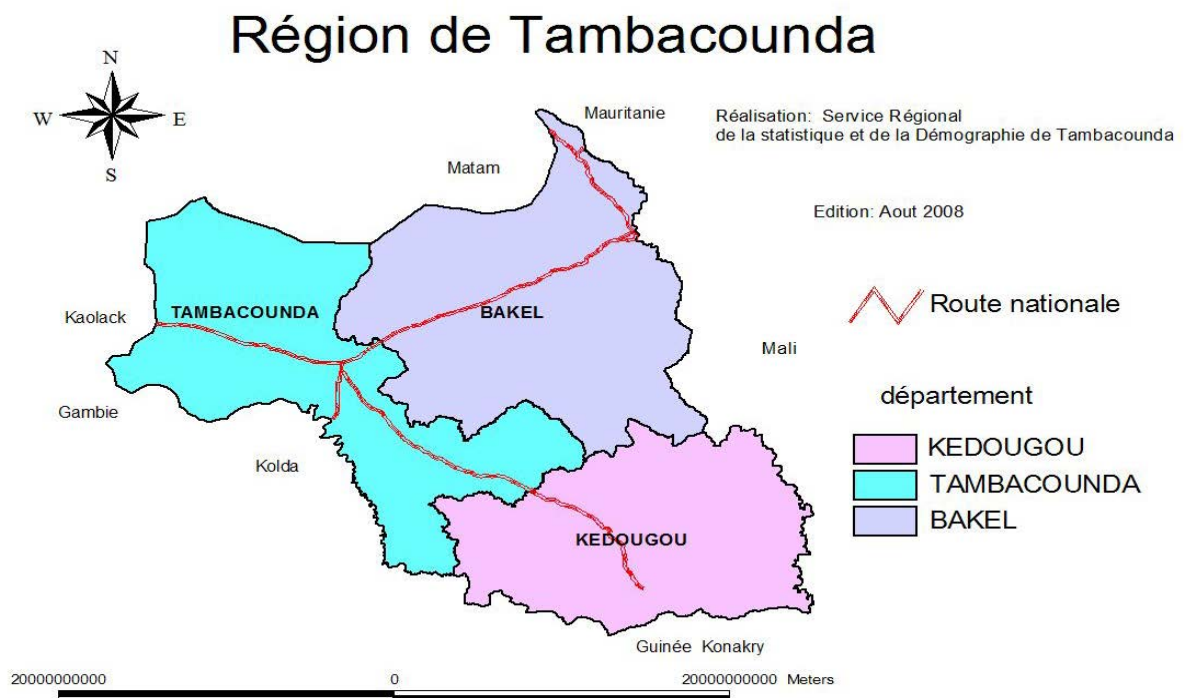 Région de Tambacounda
N
W
E
S
Mauritanie
Réalisation: Service Régional
de la statistique et de la Démographie de Tambacounda
Matam
Edition: Aout 2008
Route nationale
Kaolack
TAMBACOUNDA
BAKEL
Mali
Gambie
département
Kolda
KEDOUGOU
TAMBACOUNDA
BAKEL
KEDOUGOU
Guinée Konakry
20000000000
0
20000000000 Meters